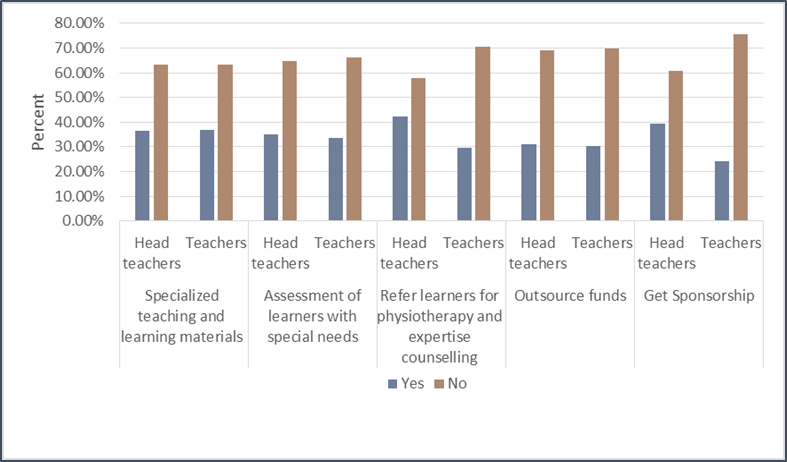 80.00%
70.00%
60.00%
50.00%
40.00%
30.00%
20.00%
10.00%
0.00%
Percent
Head Teachers Head Teachers Head Teachers Head Teachers Head Teachers
teachers teachers teachers teachers teachers
Specialized
teaching and
learning materials
Assessment of
learners with
special needs
Refer learners for
physiotherapy and
expertise
counselling
Outsource funds
Get Sponsorship
Yes No